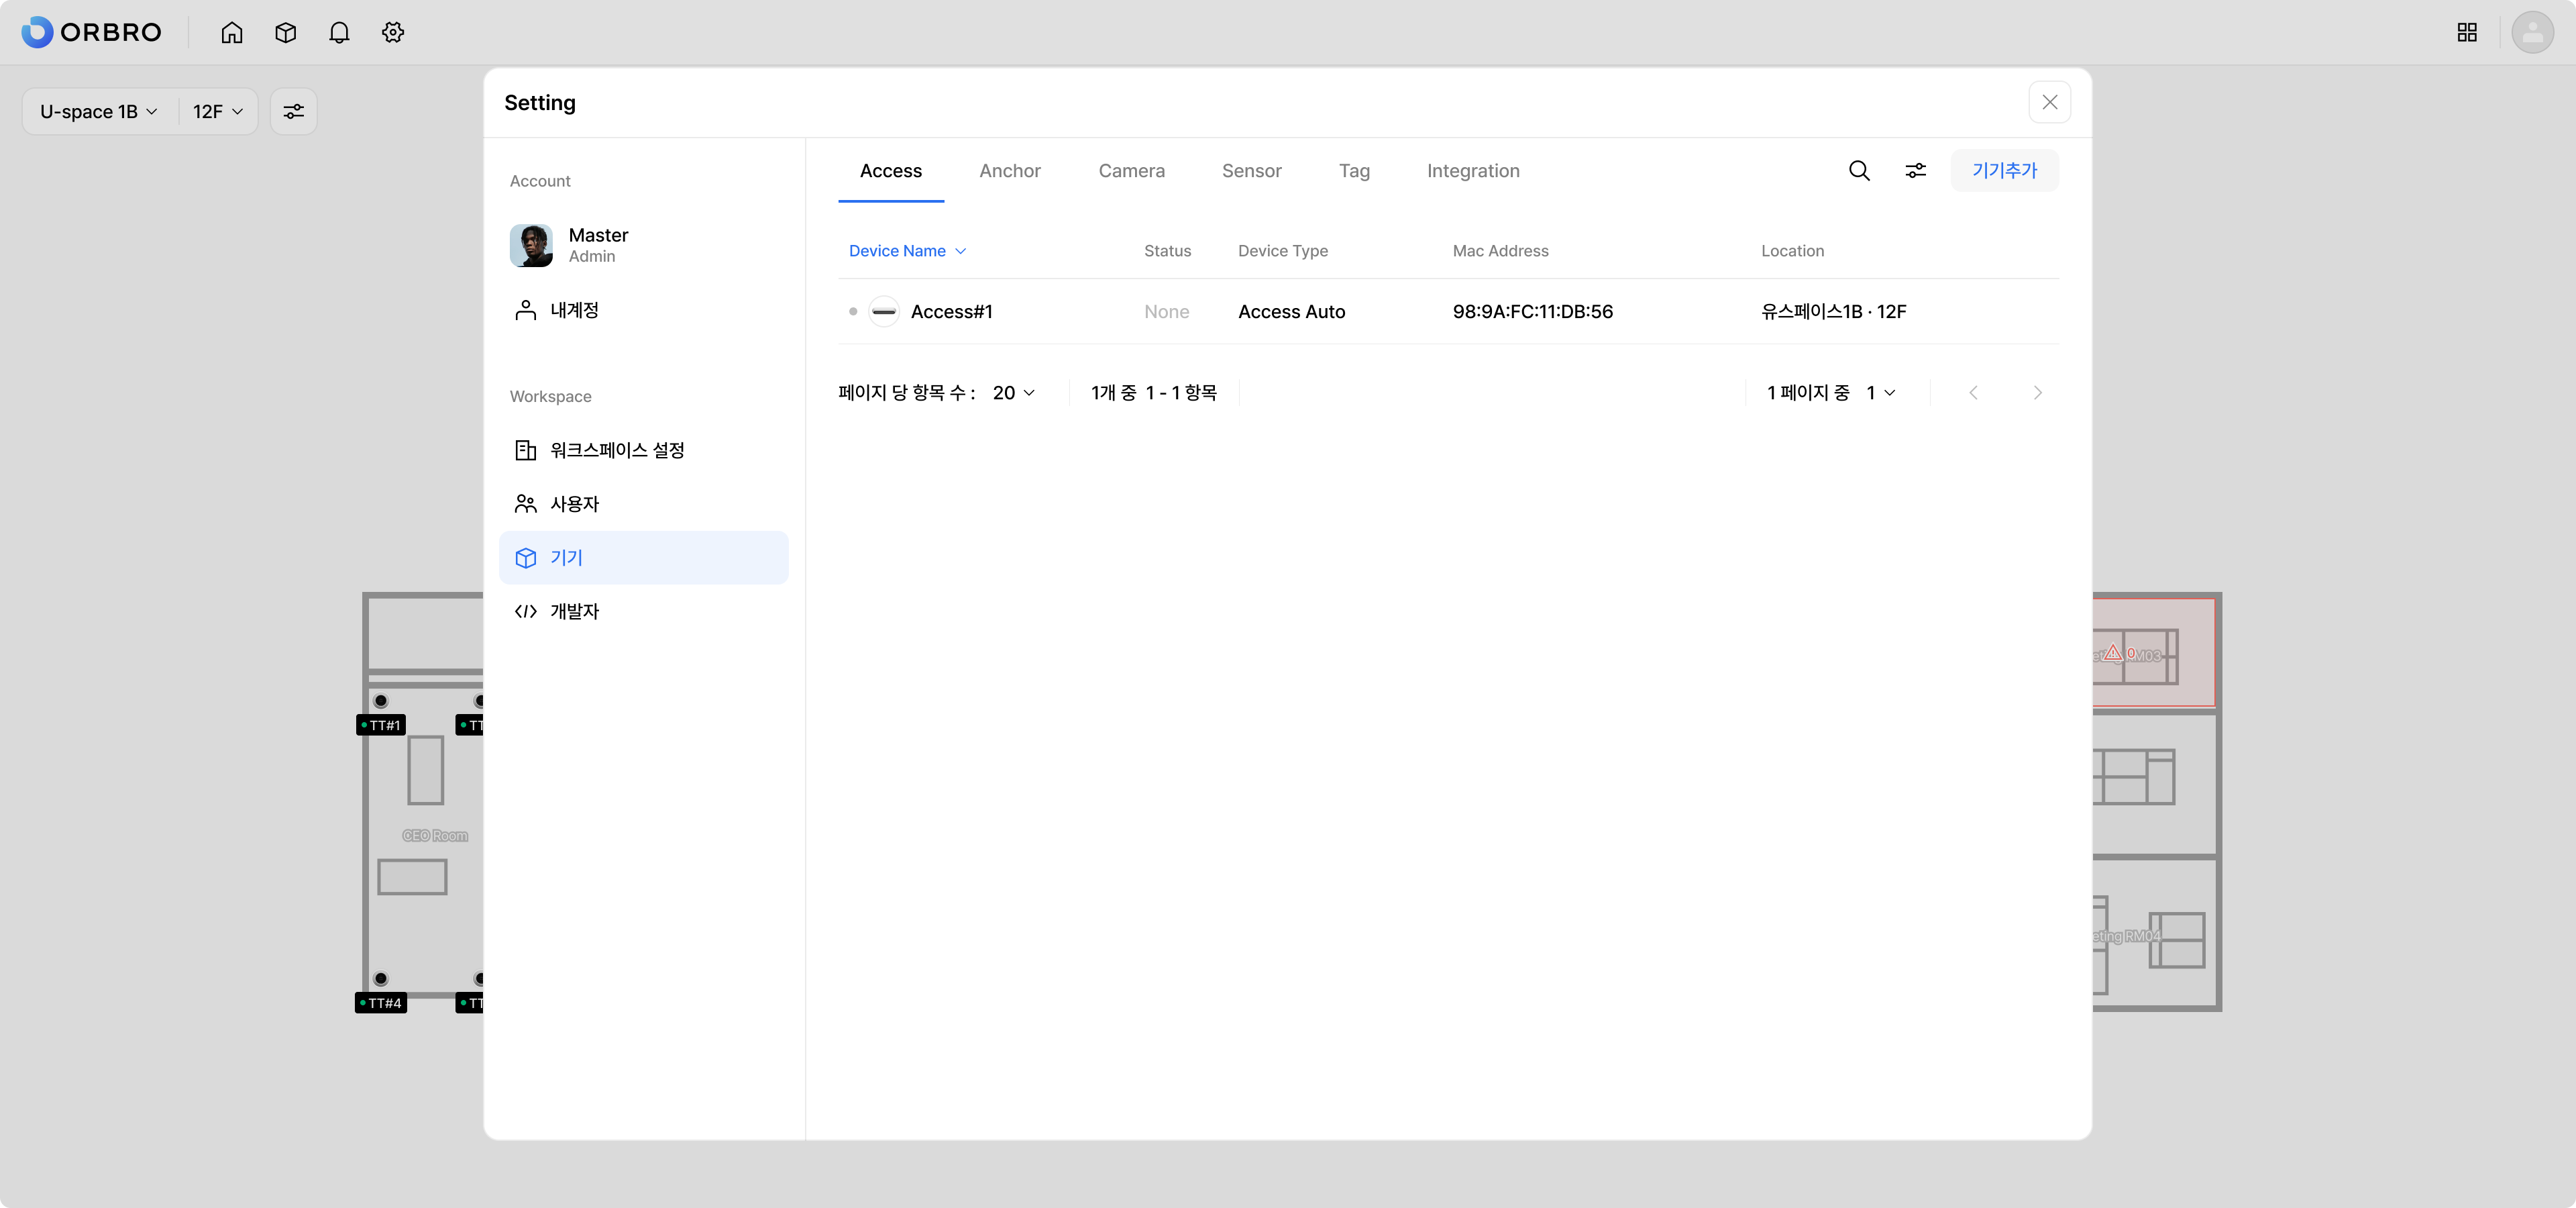 ORBRO
U-space 1B
12F
Setting
Account
Master
Admin
내계정
Workspace
워크스페이스 설정
사용자
기기
개발자
Access Anchor Camera Sensor Tag Integration
기기추가
Device Name Status Device Type Mac Address Location
Access#1 None Access Auto 98:9A:FC:11:DB:56 유스페이스1B · 12F
페이지 당 항목 수 : 20
1개 중 1 - 1 항목
1 페이지 중 1
TT#1
TT
CEO Room
TT#4
TT
0
RM03
eting RM04